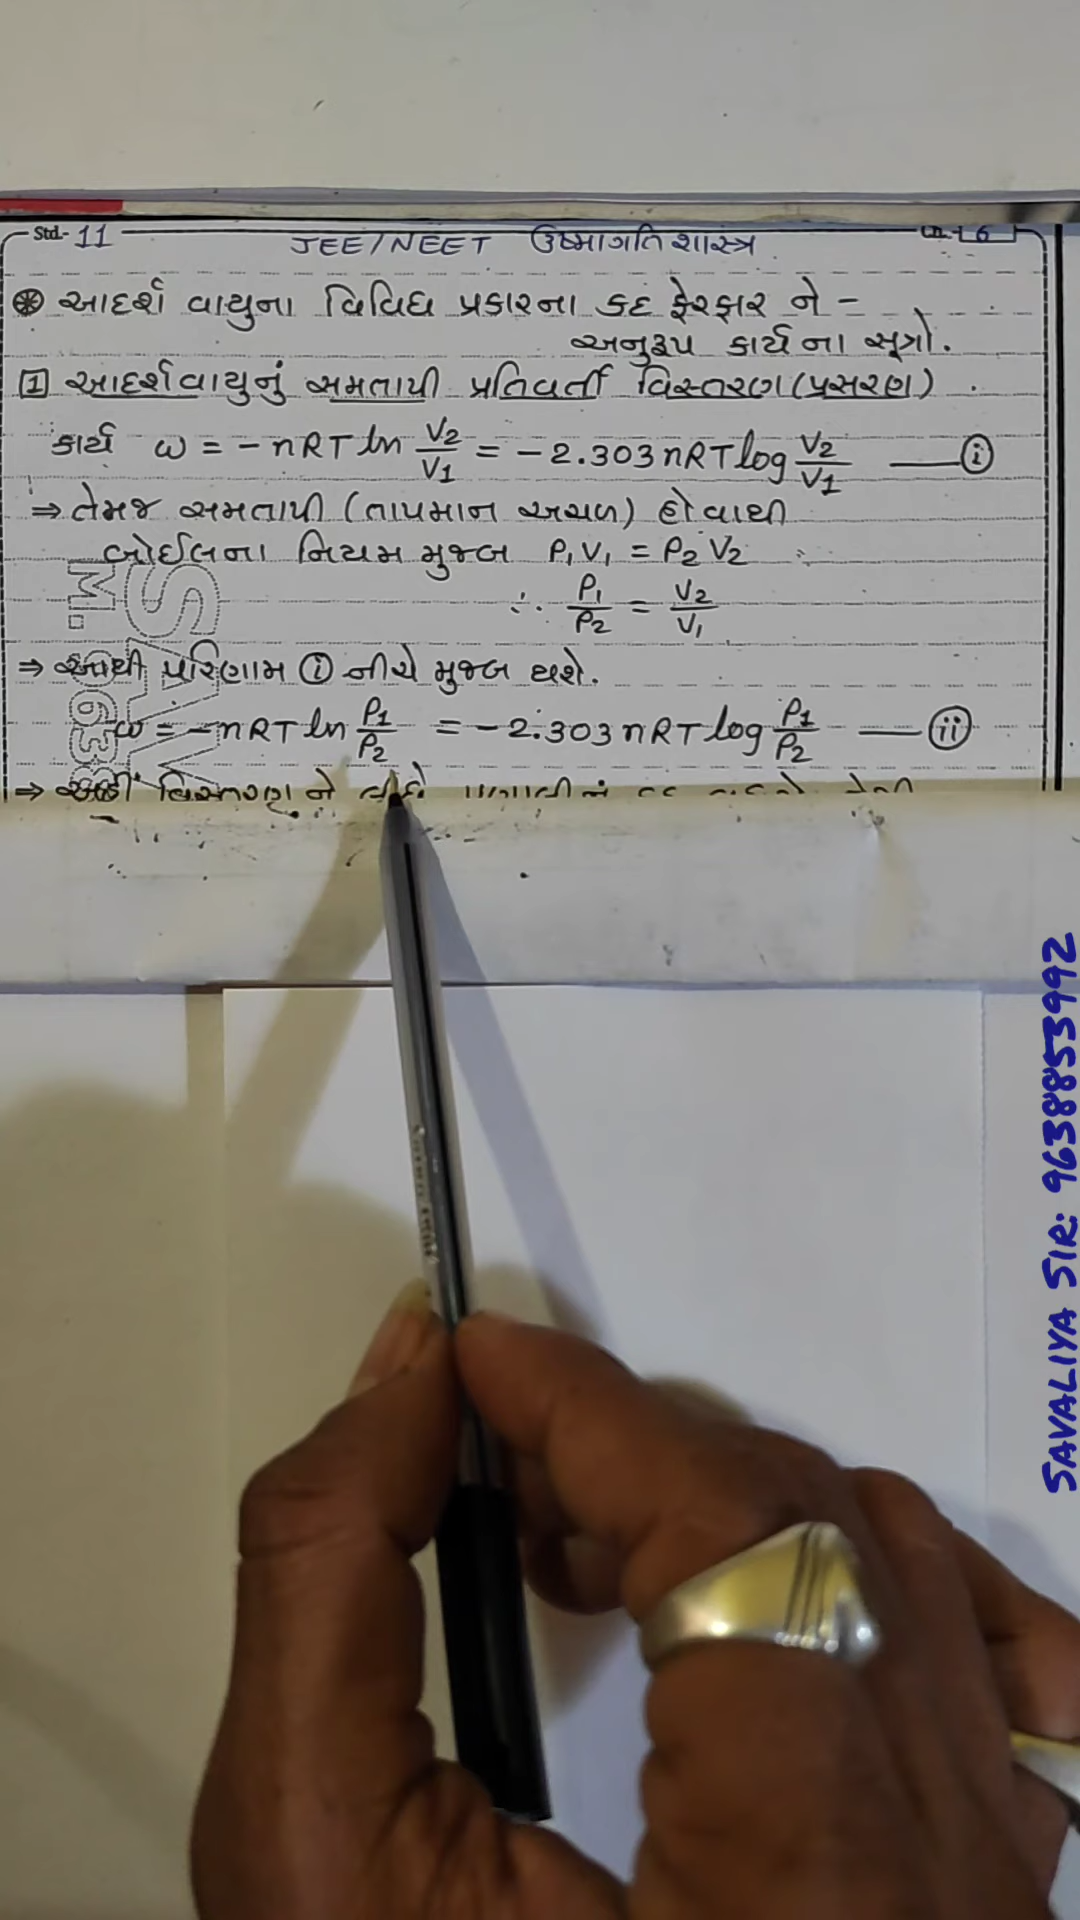 Std.- 11
JEE/NEET ઉષ્માગતિશાસ્ત્ર
6
⊛ આદર્શ વાયુના વિવિધ પ્રકારના કદ ફેરફાર ને -
અનુરૂપ કાર્ય ના સૂત્રો.
[1] આદર્શવાયુનું સમતાપી પ્રતિવર્તી વિસ્તરણ (પ્રસરણ)
કાર્ય ω = -nRT ln V2/V1 = -2.303 nRT log V2/V1 —— (i)
⇒ તેમજ સમતાપી (તાપમાન અચળ) હોવાથી
બોઈલના નિયમ મુજબ P1V1 = P2V2
∴ P1/P2 = V2/V1
⇒ આથી પરિણામ (i) નીચે મુજબ થશે.
ω = -nRT ln P1/P2 = -2.303 nRT log P1/P2 —— (ii)
⇒ વિસ્તરણ ને
SAVALIYA SIR: 9638853992